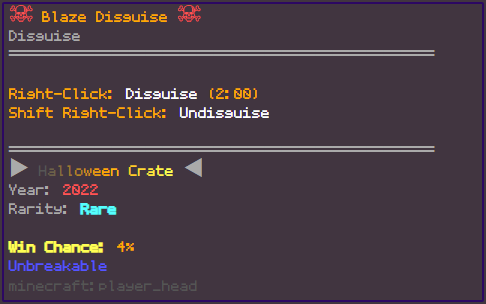 ☠ Blaze Disguise ☠
Disguise
Right-Click: Disguise (2:00)
Shift Right-Click: Undisguise
▶ Halloween Crate ◀
Year: 2022
Rarity: Rare
Win Chance: 4%
Unbreakable
minecraft:player_head